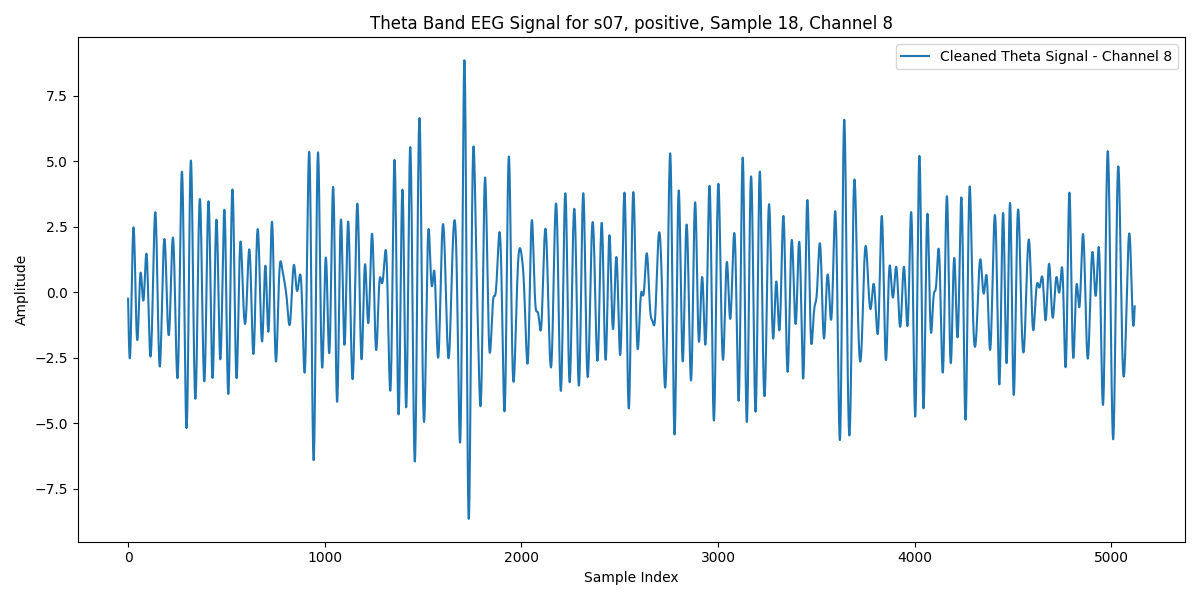 Theta Band EEG Signal for s07, positive, Sample 18, Channel 8
Cleaned Theta Signal - Channel 8
Amplitude
7.5
5.0
2.5
0.0
−2.5
−5.0
−7.5
0 1000 2000 3000 4000 5000
Sample Index